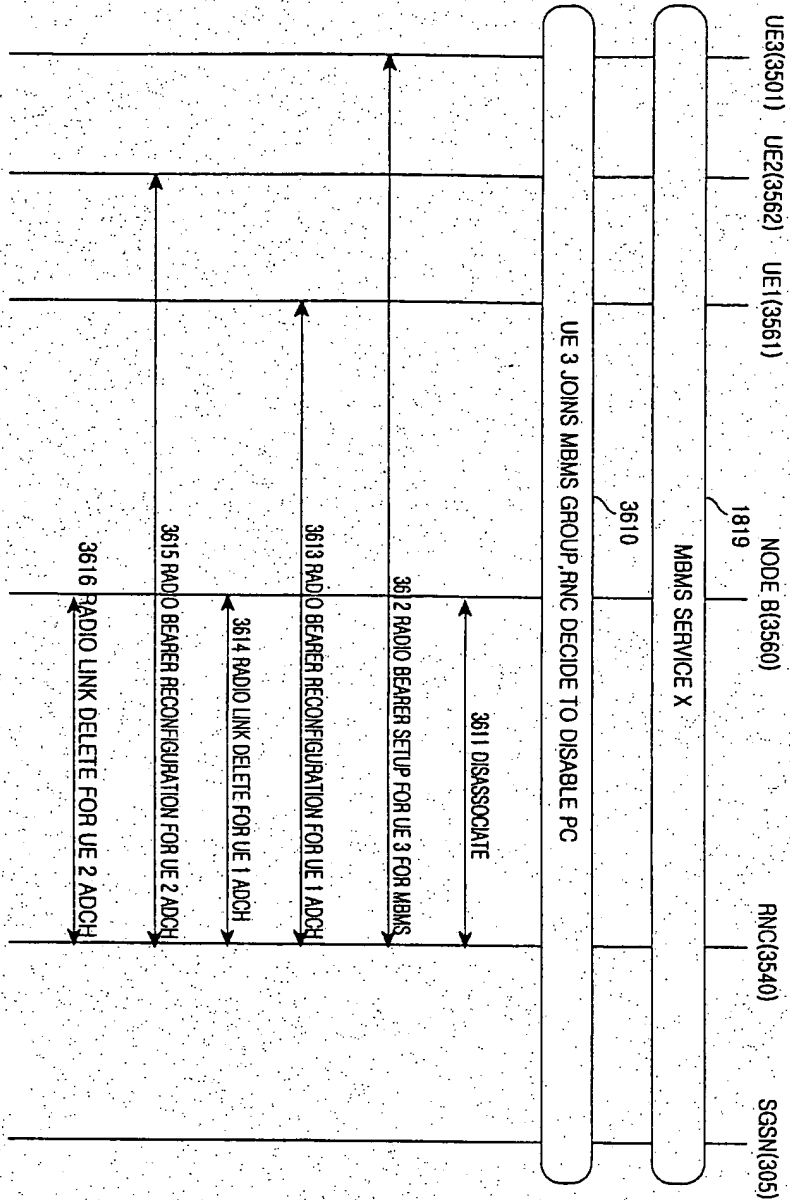 UE3(3501)
UE2(3562)
UE1(3561)
NODE B(3560)
RNC(3540)
SGSN(305)
1819
MBMS SERVICE X
3610
UE 3 JOINS MBMS GROUP,RNC DECIDE TO DISABLE PC
3611 DISASSOCIATE
3612 RADIO BEARER SETUP FOR UE 3 FOR MBMS
3613 RADIO BEARER RECONFIGURATION FOR UE 1 ADCH
3614 RADIO LINK DELETE FOR UE 1 ADCH
3615 RADIO BEARER RECONFIGURATION FOR UE 2 ADCH
3616 RADIO LINK DELETE FOR UE 2 ADCH